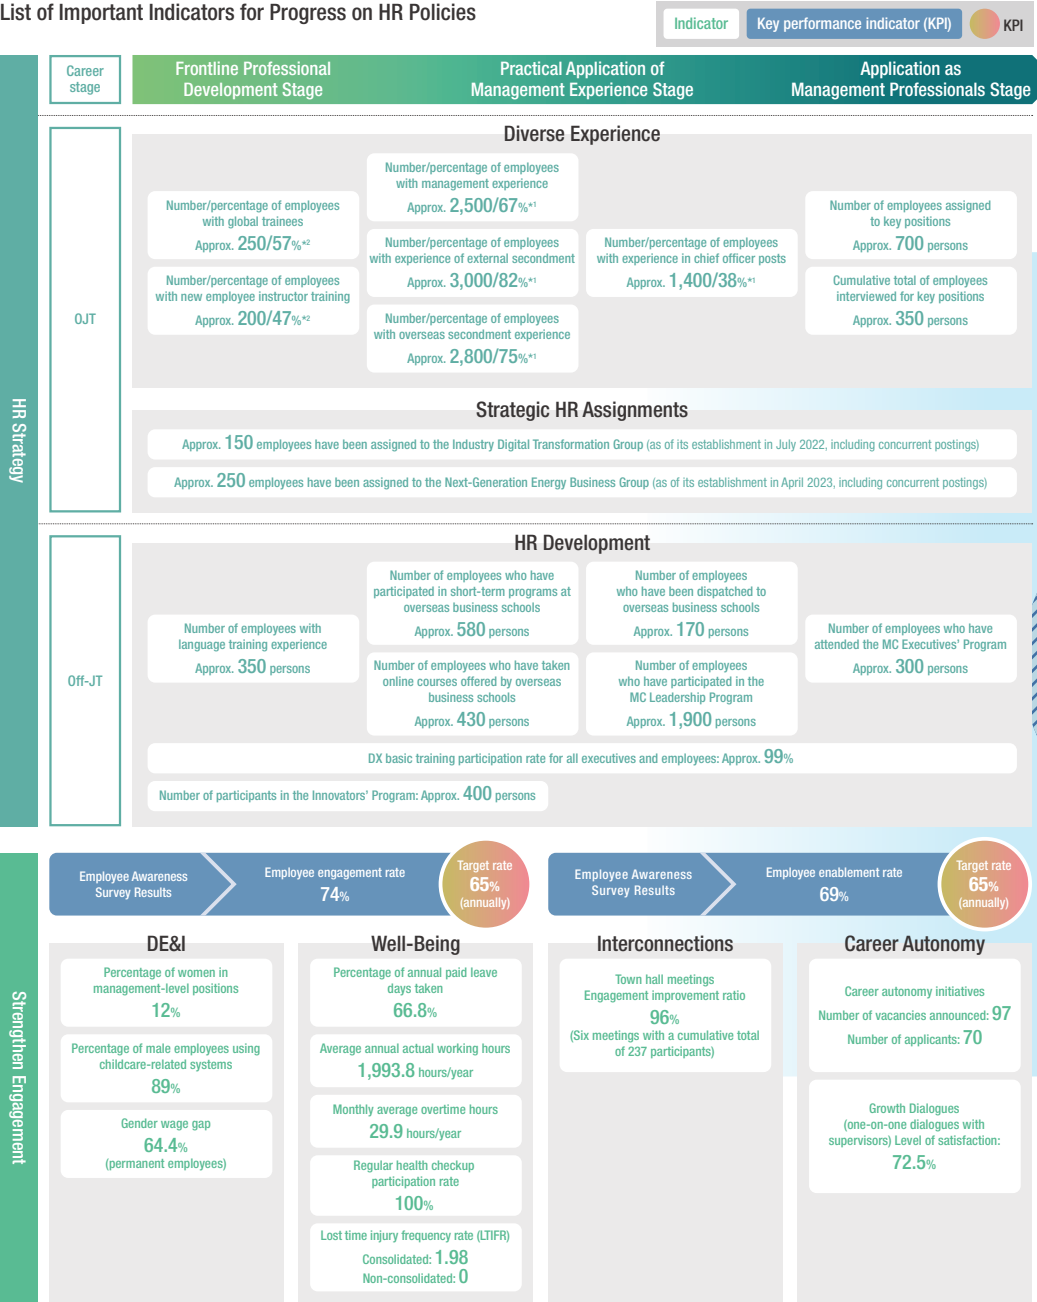 List of Important Indicators for Progress on HR Policies
Indicator
Key performance indicator (KPI)
KPI
HR Strategy
Career
stage
Frontline Professional
Development Stage
Practical Application of
Management Experience Stage
Application as
Management Professionals Stage
OJT
Diverse Experience
Number/percentage of employees
with global trainees
Approx. 250/57%*2
Number/percentage of employees
with new employee instructor training
Approx. 200/47%*2
Number/percentage of employees
with management experience
Approx. 2,500/67%*1
Number/percentage of employees
with experience of external secondment
Approx. 3,000/82%*1
Number/percentage of employees
with overseas secondment experience
Approx. 2,800/75%*1
Number/percentage of employees
with experience in chief officer posts
Approx. 1,400/38%*1
Number of employees assigned
to key positions
Approx. 700 persons
Cumulative total of employees
interviewed for key positions
Approx. 350 persons
Strategic HR Assignments
Approx. 150 employees have been assigned to the Industry Digital Transformation Group (as of its establishment in July 2022, including concurrent postings)
Approx. 250 employees have been assigned to the Next-Generation Energy Business Group (as of its establishment in April 2023, including concurrent postings)
Off-JT
HR Development
Number of employees with
language training experience
Approx. 350 persons
Number of employees who have
participated in short-term programs at
overseas business schools
Approx. 580 persons
Number of employees who have taken
online courses offered by overseas
business schools
Approx. 430 persons
Number of employees
who have been dispatched to
overseas business schools
Approx. 170 persons
Number of employees
who have participated in the
MC Leadership Program
Approx. 1,900 persons
Number of employees who have
attended the MC Executives' Program
Approx. 300 persons
DX basic training participation rate for all executives and employees: Approx. 99%
Number of participants in the Innovators' Program: Approx. 400 persons
Strengthen Engagement
Employee Awareness
Survey Results
Employee engagement rate
74%
Target rate
65%
(annually)
Employee Awareness
Survey Results
Employee enablement rate
69%
Target rate
65%
(annually)
DE&I
Percentage of women in
management-level positions
12%
Percentage of male employees using
childcare-related systems
89%
Gender wage gap
64.4%
(permanent employees)
Well-Being
Percentage of annual paid leave
days taken
66.8%
Average annual actual working hours
1,993.8 hours/year
Monthly average overtime hours
29.9 hours/year
Regular health checkup
participation rate
100%
Lost time injury frequency rate (LTIFR)
Consolidated: 1.98
Non-consolidated: 0
Interconnections
Town hall meetings
Engagement improvement ratio
96%
(Six meetings with a cumulative total
of 237 participants)
Career Autonomy
Career autonomy initiatives
Number of vacancies announced: 97
Number of applicants: 70
Growth Dialogues
(one-on-one dialogues with
supervisors) Level of satisfaction:
72.5%